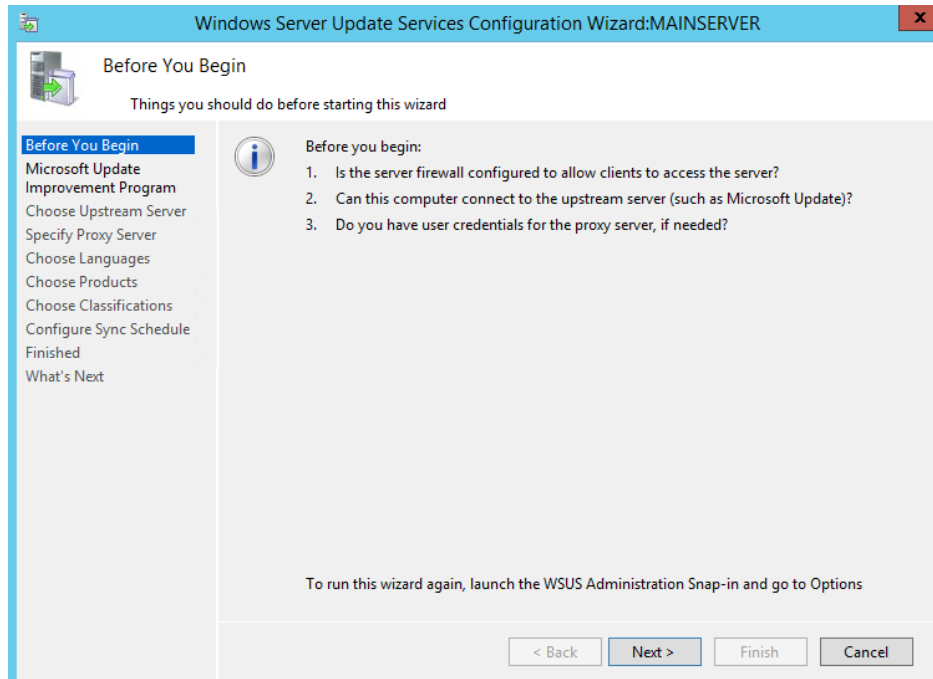 Windows Server Update Services Configuration Wizard:MAINSERVER
x
Before You Begin
Things you should do before starting this wizard
Before You Begin
Microsoft Update
Improvement Program
Choose Upstream Server
Specify Proxy Server
Choose Languages
Choose Products
Choose Classifications
Configure Sync Schedule
Finished
What's Next
Before you begin:
1. Is the server firewall configured to allow clients to access the server?
2. Can this computer connect to the upstream server (such as Microsoft Update)?
3. Do you have user credentials for the proxy server, if needed?
To run this wizard again, launch the WSUS Administration Snap-in and go to Options
< Back Next > Finish Cancel